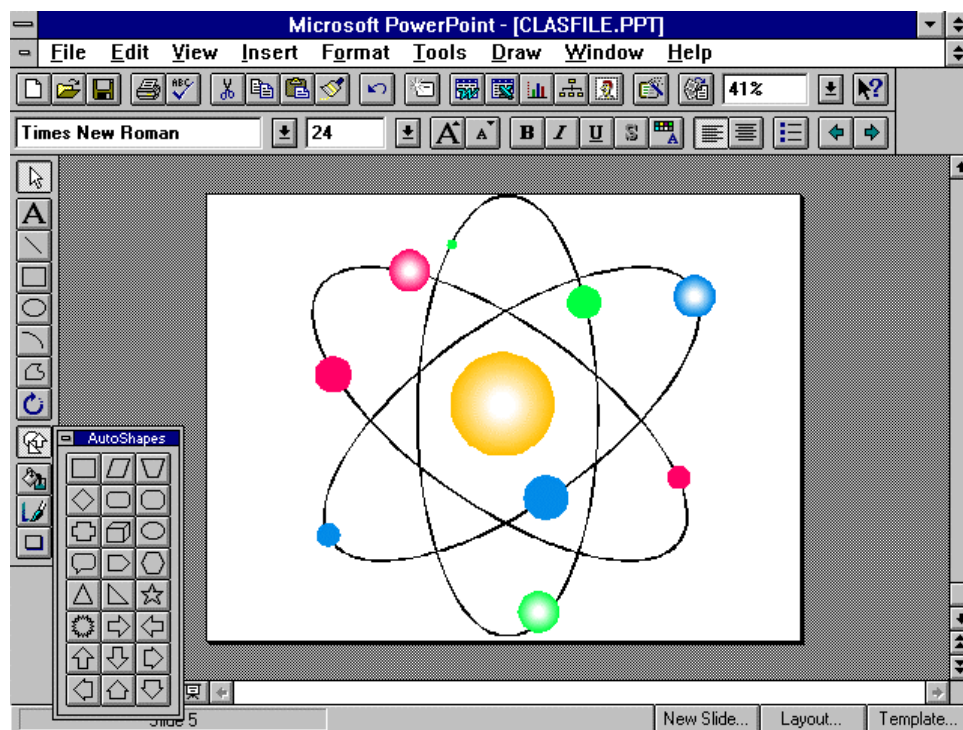 Microsoft PowerPoint - [CLASFILE.PPT]
File Edit View Insert Format Tools Draw Window Help
ABC 41% ?
Times New Roman 24 A A B I U S A
A
AutoShapes
Slide 5 New Slide... Layout... Template...